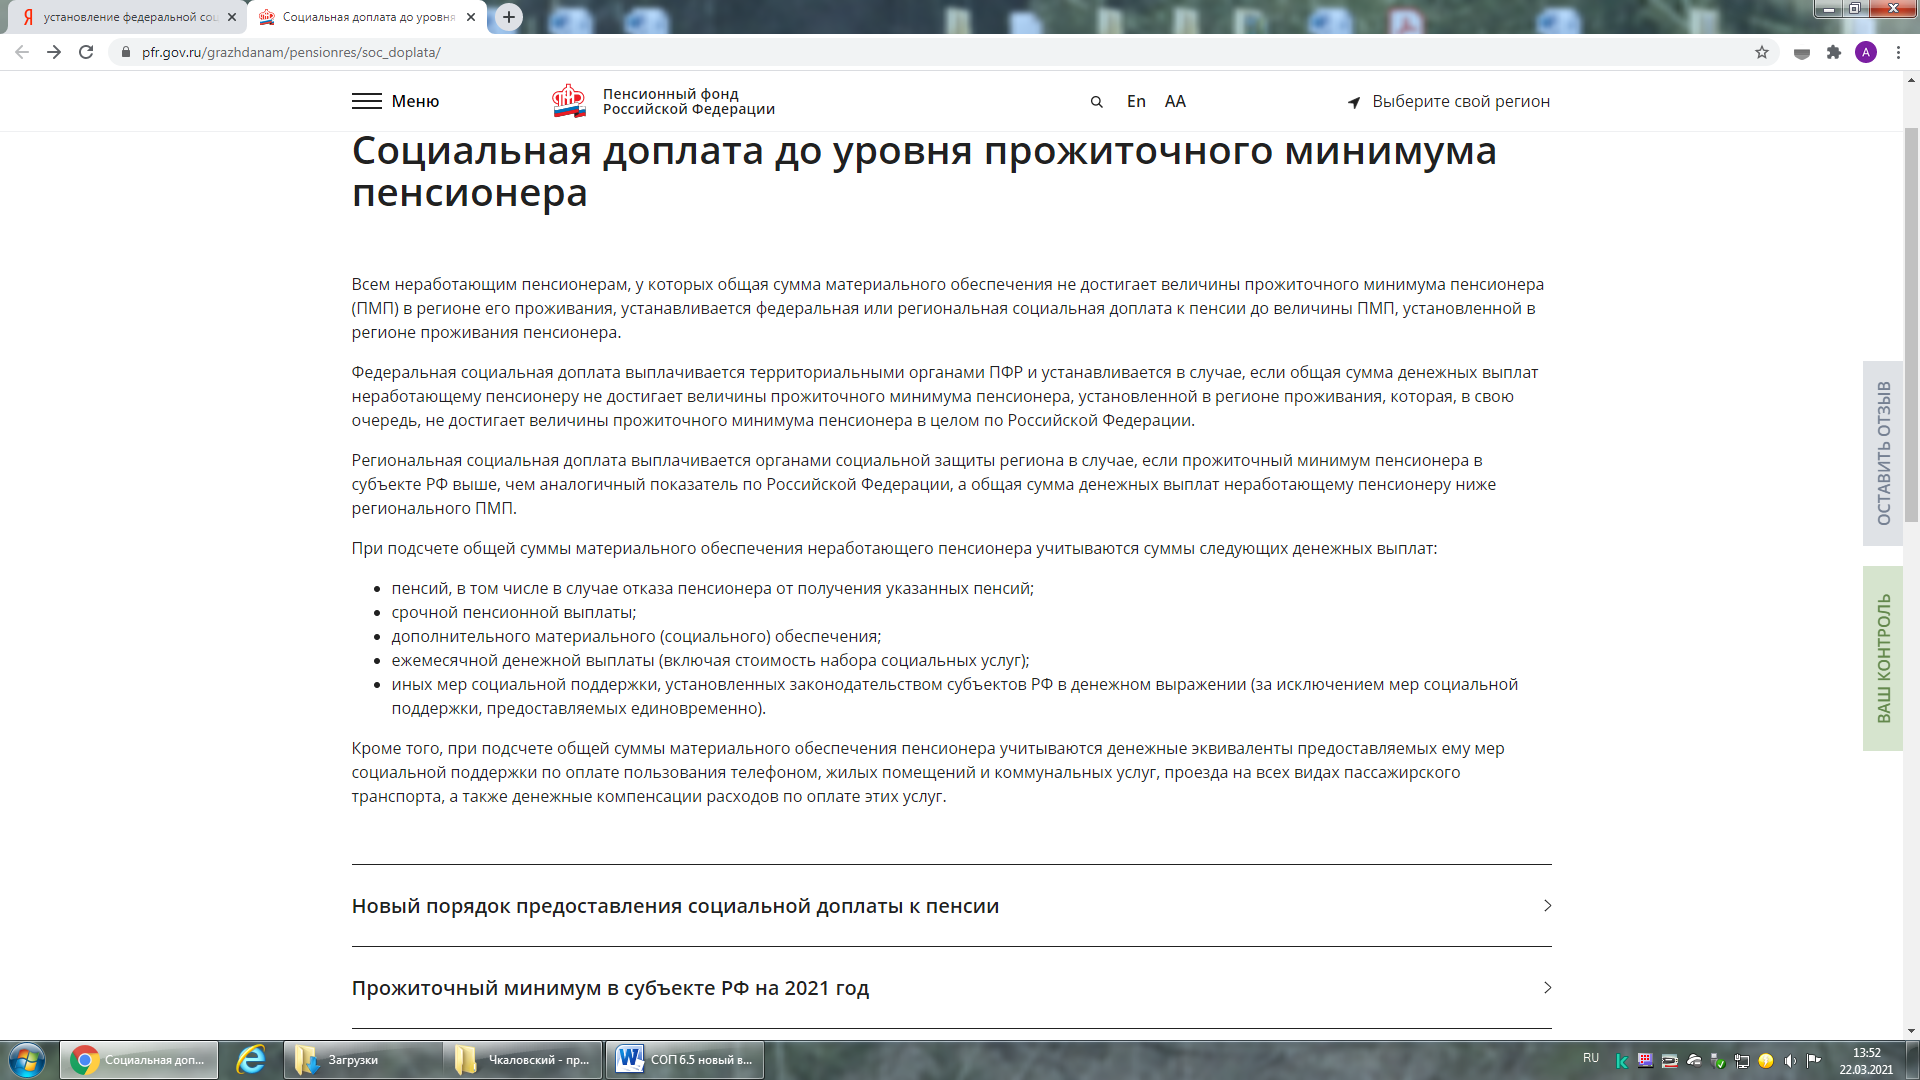 установление федеральной соц
Социальная доплата до уровня
pfr.gov.ru/grazhdanam/pensionres/soc_doplata/
A
Меню
Пенсионный фонд
Российской Федерации
En
AA
Выберите свой регион
Социальная доплата до уровня прожиточного минимума
пенсионера
Всем неработающим пенсионерам, у которых общая сумма материального обеспечения не достигает величины прожиточного минимума пенсионера
(ПМП) в регионе его проживания, устанавливается федеральная или региональная социальная доплата к пенсии до величины ПМП, установленной в
регионе проживания пенсионера.
Федеральная социальная доплата выплачивается территориальными органами ПФР и устанавливается в случае, если общая сумма денежных выплат
неработающему пенсионеру не достигает величины прожиточного минимума пенсионера, установленной в регионе проживания, которая, в свою
очередь, не достигает величины прожиточного минимума пенсионера в целом по Российской Федерации.
Региональная социальная доплата выплачивается органами социальной защиты региона в случае, если прожиточный минимум пенсионера в
субъекте РФ выше, чем аналогичный показатель по Российской Федерации, а общая сумма денежных выплат неработающему пенсионеру ниже
регионального ПМП.
При подсчете общей суммы материального обеспечения неработающего пенсионера учитываются суммы следующих денежных выплат:
• пенсий, в том числе в случае отказа пенсионера от получения указанных пенсий;
• срочной пенсионной выплаты;
• дополнительного материального (социального) обеспечения;
• ежемесячной денежной выплаты (включая стоимость набора социальных услуг);
• иных мер социальной поддержки, установленных законодательством субъектов РФ в денежном выражении (за исключением мер социальной
поддержки, предоставляемых единовременно).
Кроме того, при подсчете общей суммы материального обеспечения пенсионера учитываются денежные эквиваленты предоставляемых ему мер
социальной поддержки по оплате пользования телефоном, жилых помещений и коммунальных услуг, проезда на всех видах пассажирского
транспорта, а также денежные компенсации расходов по оплате этих услуг.
Новый порядок предоставления социальной доплаты к пенсии
Прожиточный минимум в субъекте РФ на 2021 год
ОСТАВИТЬ ОТЗЫВ
ВАШ КОНТРОЛЬ
Социальная доп...
Загрузки
Чкаловский - пр...
СОП 6.5 новый в...
RU
13:52
22.03.2021